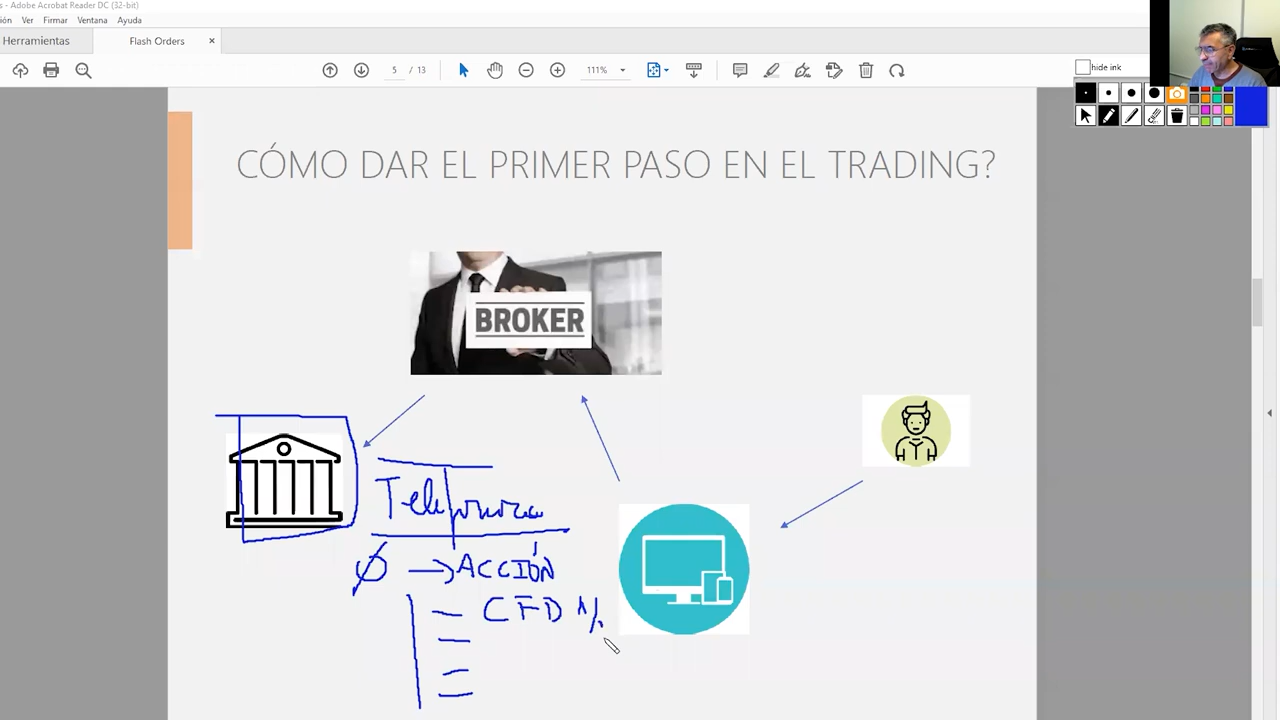 s - Adobe Acrobat Reader DC (32-bit)
ión Ver Firmar Ventana Ayuda
Herramientas Flash Orders ×
5 / 13 111% hide ink
CÓMO DAR EL PRIMER PASO EN EL TRADING?
BROKER
Telefonica
→ ACCIÓN
CFD